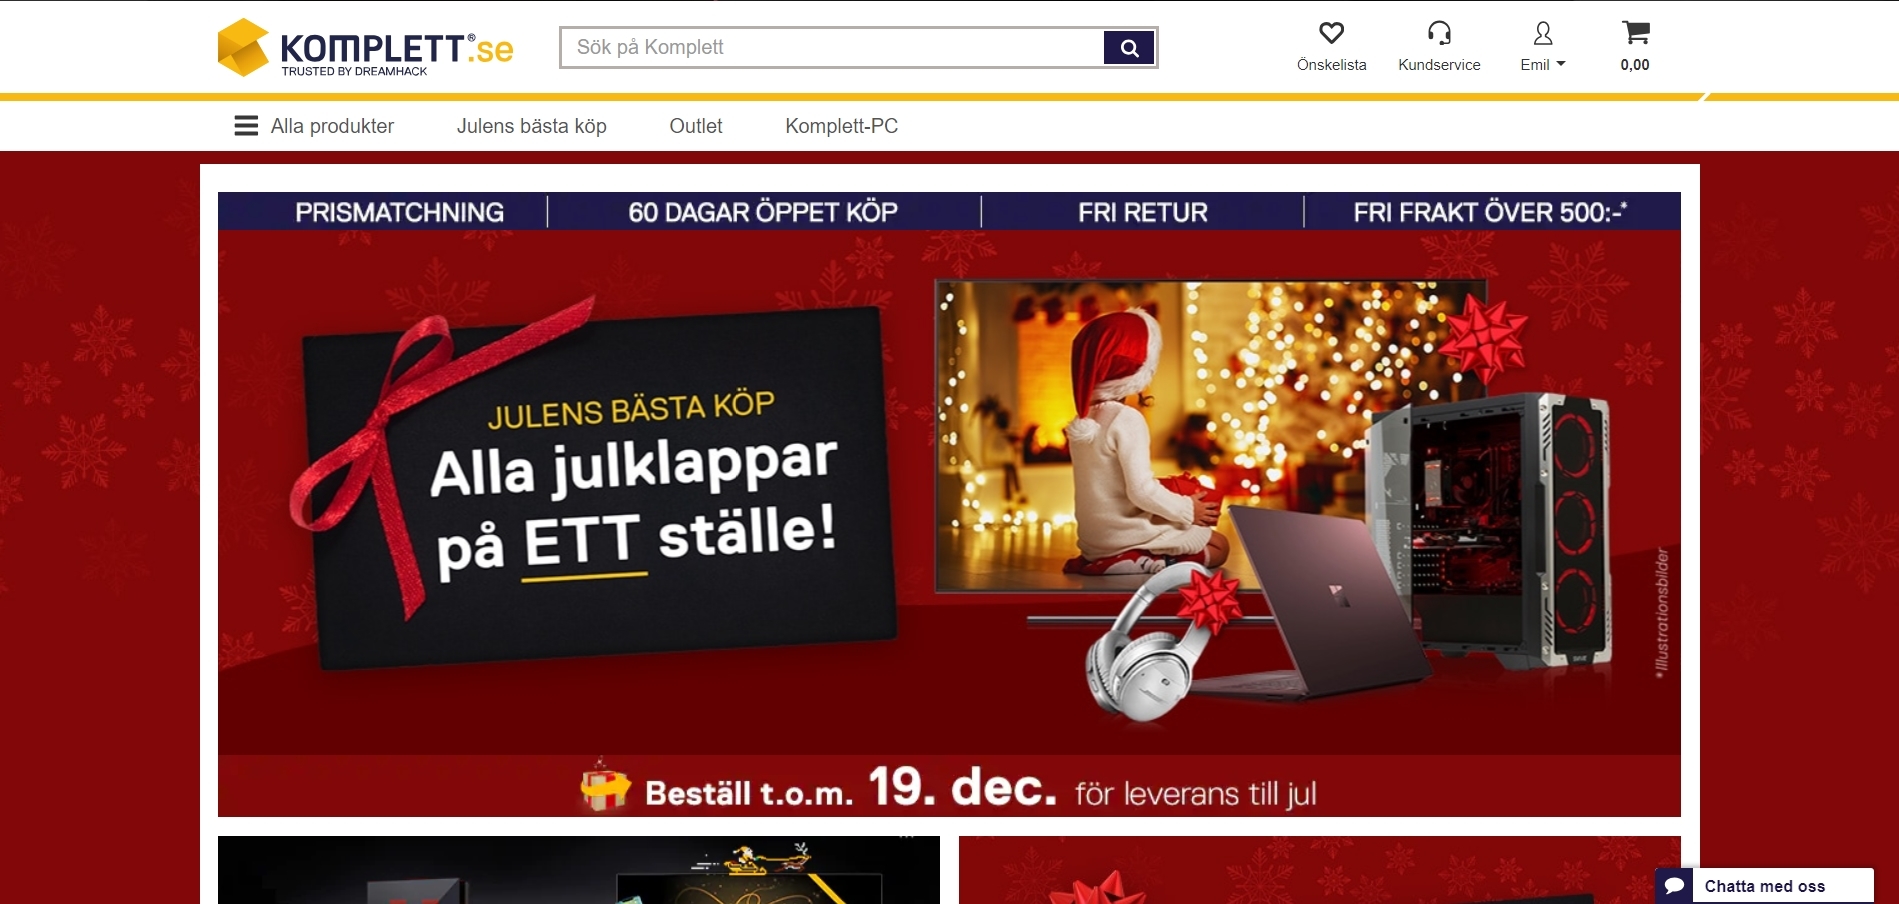 KOMPLETT®.se
TRUSTED BY DREAMHACK
Sök på Komplett
Önskelista
Kundservice
Emil
0,00
Alla produkter
Julens bästa köp
Outlet
Komplett-PC
PRISMATCHNING
60 DAGAR ÖPPET KÖP
FRI RETUR
FRI FRAKT ÖVER 500:-*
JULENS BÄSTA KÖP
Alla julklappar
på ETT ställe!
BOSE
*Illustrationsbilder
Beställ t.o.m. 19. dec. för leverans till jul
Chatta med oss